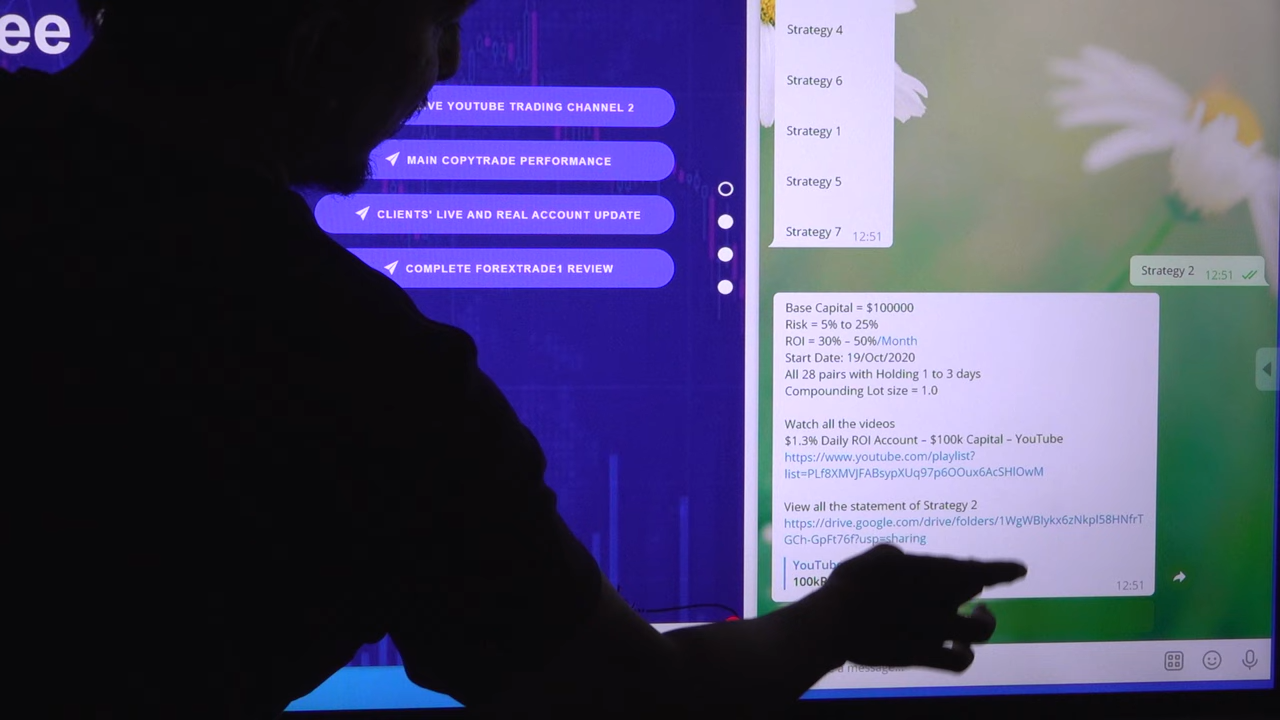 ee
VE YOUTUBE TRADING CHANNEL 2
MAIN COPYTRADE PERFORMANCE
CLIENTS' LIVE AND REAL ACCOUNT UPDATE
COMPLETE FOREXTRADE1 REVIEW
Strategy 4
Strategy 6
Strategy 1
Strategy 5
Strategy 7 12:51
Strategy 2 12:51
Base Capital = $100000
Risk = 5% to 25%
ROI = 30% – 50%/Month
Start Date: 19/Oct/2020
All 28 pairs with Holding 1 to 3 days
Compounding Lot size = 1.0
Watch all the videos
$1.3% Daily ROI Account – $100k Capital – YouTube
https://www.youtube.com/playlist?
list=PLf8XMVJFABsypXUq97p6OOux6AcSHlOwM
View all the statement of Strategy 2
https://drive.google.com/drive/folders/1WgWBIykx6zNkpl58HNfrT
GCh-GpFt76f?usp=sharing
YouTube
100k
12:51
message...